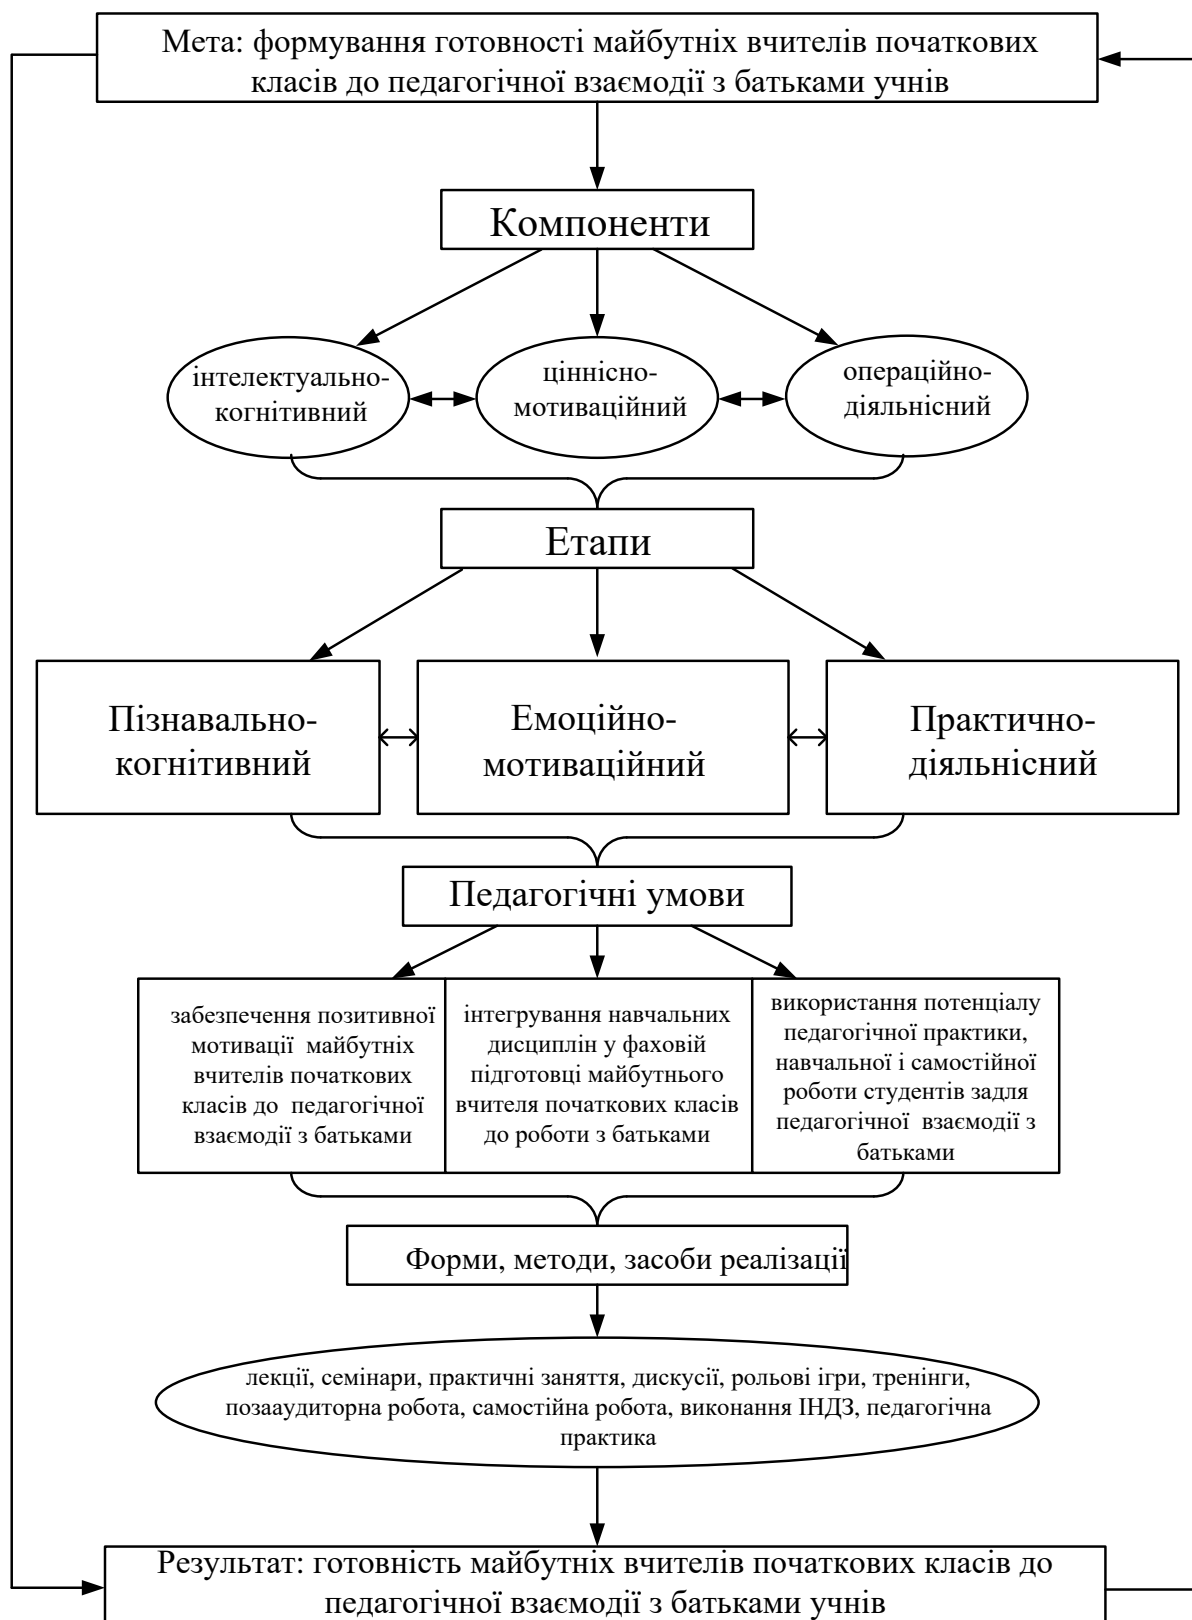 Мета: формування готовності майбутніх вчителів початкових
класів до педагогічної взаємодії з батьками учнів
Компоненти
інтелектуально-
когнітивний
ціннісно-
мотиваційний
операційно-
діяльнісний
Етапи
Пізнавально-
когнітивний
Емоційно-
мотиваційний
Практично-
діяльнісний
Педагогічні умови
забезпечення позитивної
мотивації майбутніх
вчителів початкових
класів до педагогічної
взаємодії з батьками
інтегрування навчальних
дисциплін у фаховій
підготовці майбутнього
вчителя початкових класів
до роботи з батьками
використання потенціалу
педагогічної практики,
навчальної і самостійної
роботи студентів задля
педагогічної взаємодії з
батьками
Форми, методи, засоби реалізації
лекції, семінари, практичні заняття, дискусії, рольові ігри, тренінги,
позааудиторна робота, самостійна робота, виконання ІНДЗ, педагогічна
практика
Результат: готовність майбутніх вчителів початкових класів до
педагогічної взаємодії з батьками учнів